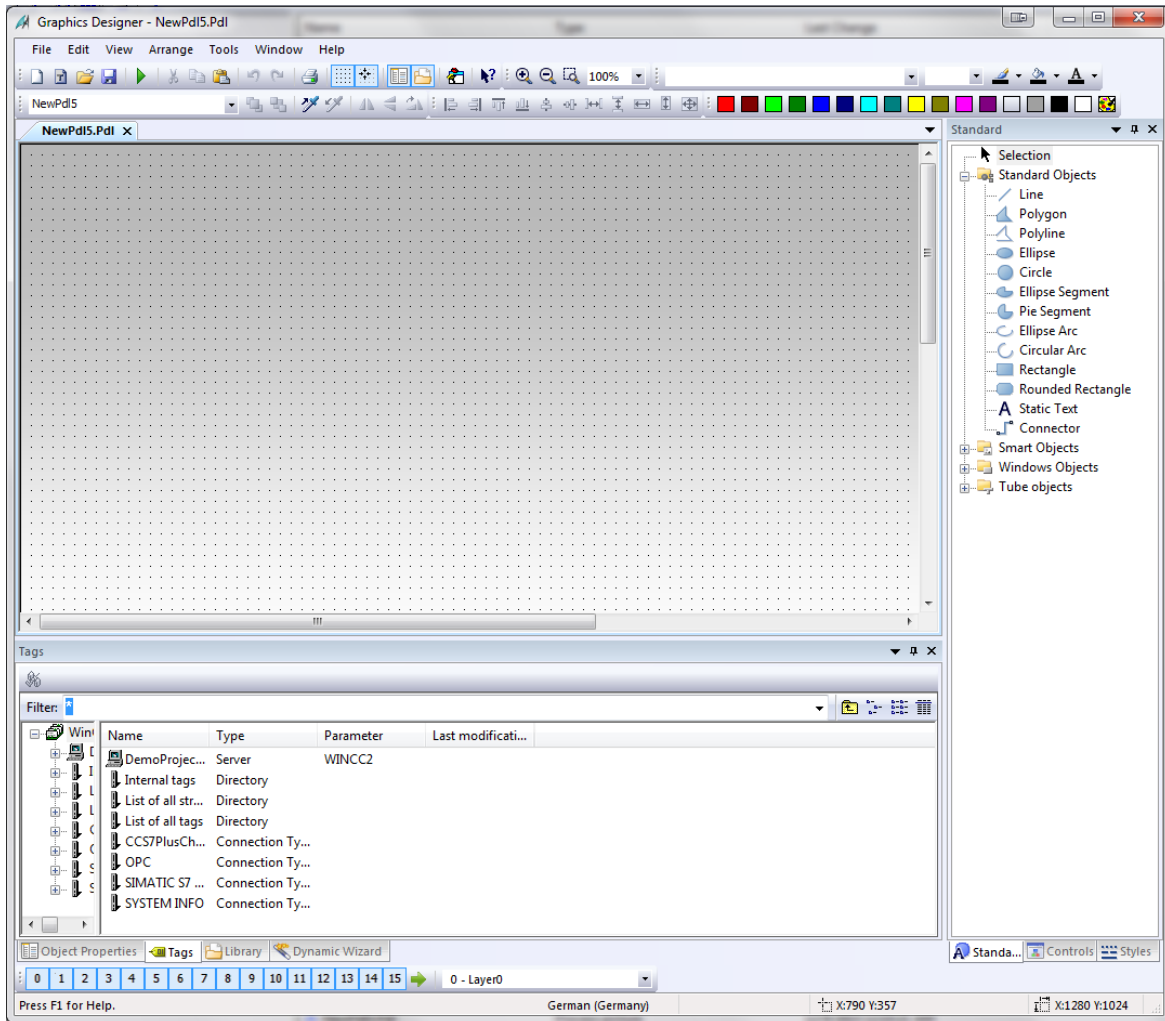 Graphics Designer - NewPdl5.Pdl
File Edit View Arrange Tools Window Help
100%
NewPdl5
NewPdl5.Pdl
Standard
Selection
Standard Objects
Line
Polygon
Polyline
Ellipse
Circle
Ellipse Segment
Pie Segment
Ellipse Arc
Circular Arc
Rectangle
Rounded Rectangle
A Static Text
Connector
Smart Objects
Windows Objects
Tube objects
Tags
Filter: *
Name Type Parameter Last modificati...
DemoProjec... Server WINCC2
Internal tags Directory
List of all str... Directory
List of all tags Directory
CCS7PlusCh... Connection Ty...
OPC Connection Ty...
SIMATIC S7 ... Connection Ty...
SYSTEM INFO Connection Ty...
Object Properties Tags Library Dynamic Wizard
Standa... Controls Styles
0 1 2 3 4 5 6 7 8 9 10 11 12 13 14 15 0 - Layer0
Press F1 for Help. German (Germany) X:790 Y:357 X:1280 Y:1024